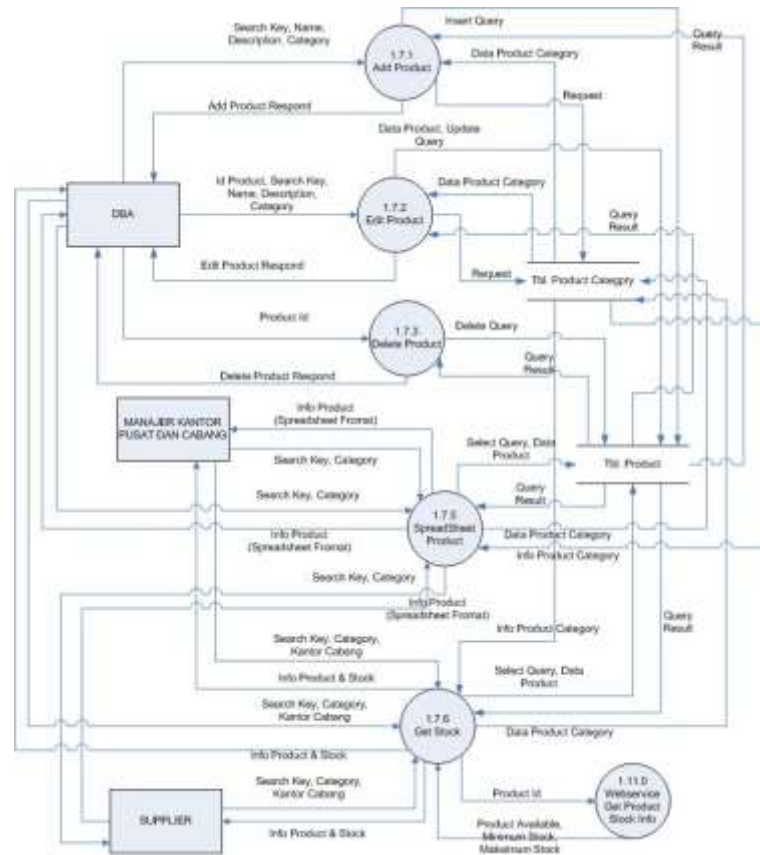 Search Key, Name,
Description, Category
Insert Query
Query
Result
1.7.1
Add Product
Data Product Category
Request
Add Product Respond
Data Product, Update
Query
Id Product, Search Key,
Name, Description,
Category
Data Product Category
DBA
1.7.2
Edit Product
Query
Result
Edit Product Respond
Request
Tbl. Product Category
Product Id
1.7.3
Delete Product
Delete Query
Query
Result
Delete Product Respond
MANAJER KANTOR
PUSAT DAN CABANG
Info Product
(Spreadsheet Fromat)
Select Query, Data
Product
Tbl. Product
Search Key, Category
Search Key, Category
Query
Result
1.7.5
SpreadSheet
Product
Info Product
(Spreadsheet Fromat)
Data Product Category
Info Product Category
Search Key, Category
Info Product
(Spreadsheet Fromat)
Info Product Category
Query
Result
Search Key, Category,
Kantor Cabang
Info Product & Stock
Select Query, Data
Product
Search Key, Category,
Kantor Cabang
1.7.6
Get Stock
Data Product Category
Info Product & Stock
Search Key, Category,
Kantor Cabang
Product Id
1.11.0
Webservice
Get Product
Stock Info
SUPPLIER
Info Product & Stock
Product Available,
Minimum Stock,
Maksimum Stock